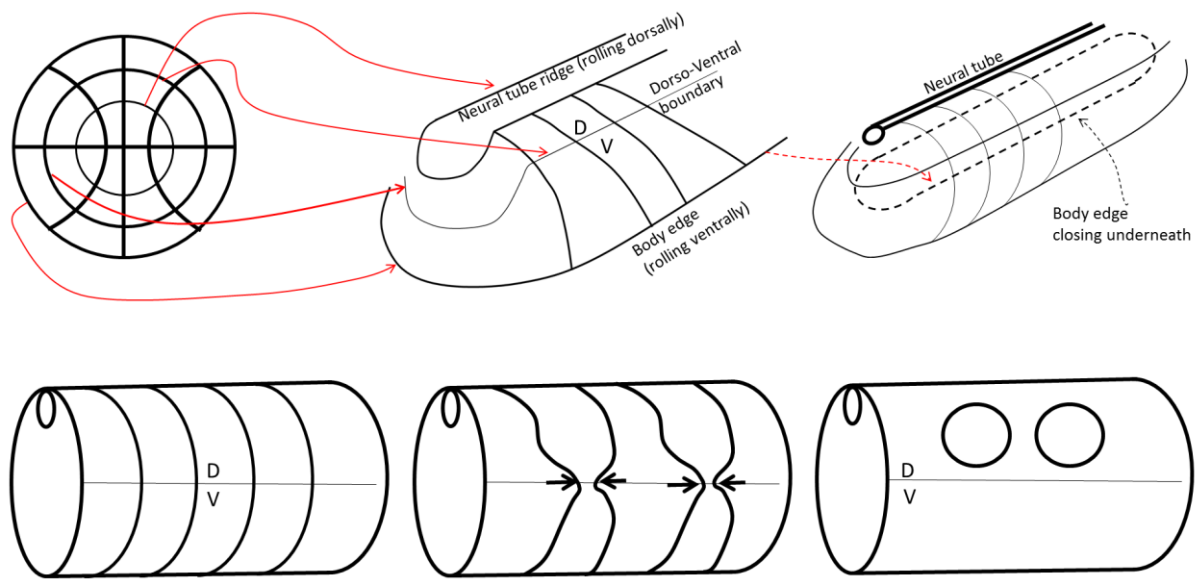 Neural tube ridge (rolling dorsally)
Dorso-Ventral
boundary
D
V
Body edge
(rolling ventrally)
Neural tube
Body edge
closing underneath
D
V
D
V